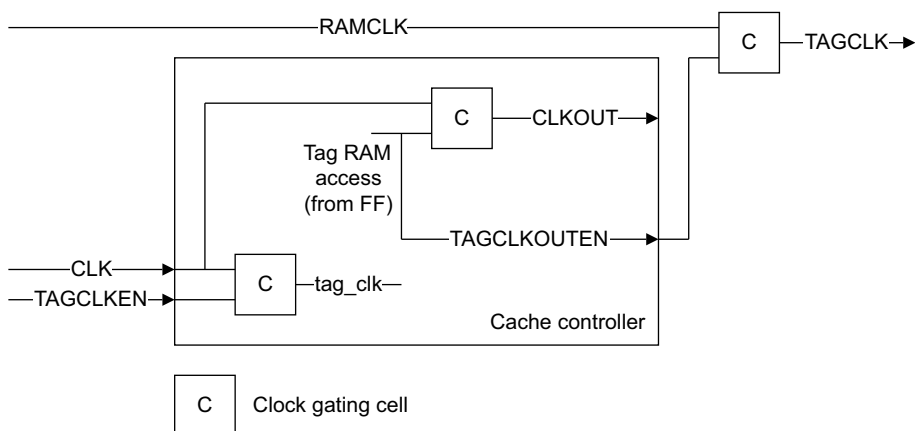 RAMCLK
C
TAGCLK
C
CLKOUT
Tag RAM
access
(from FF)
TAGCLKOUTEN
CLK
C
tag_clk
TAGCLKEN
Cache controller
C
Clock gating cell